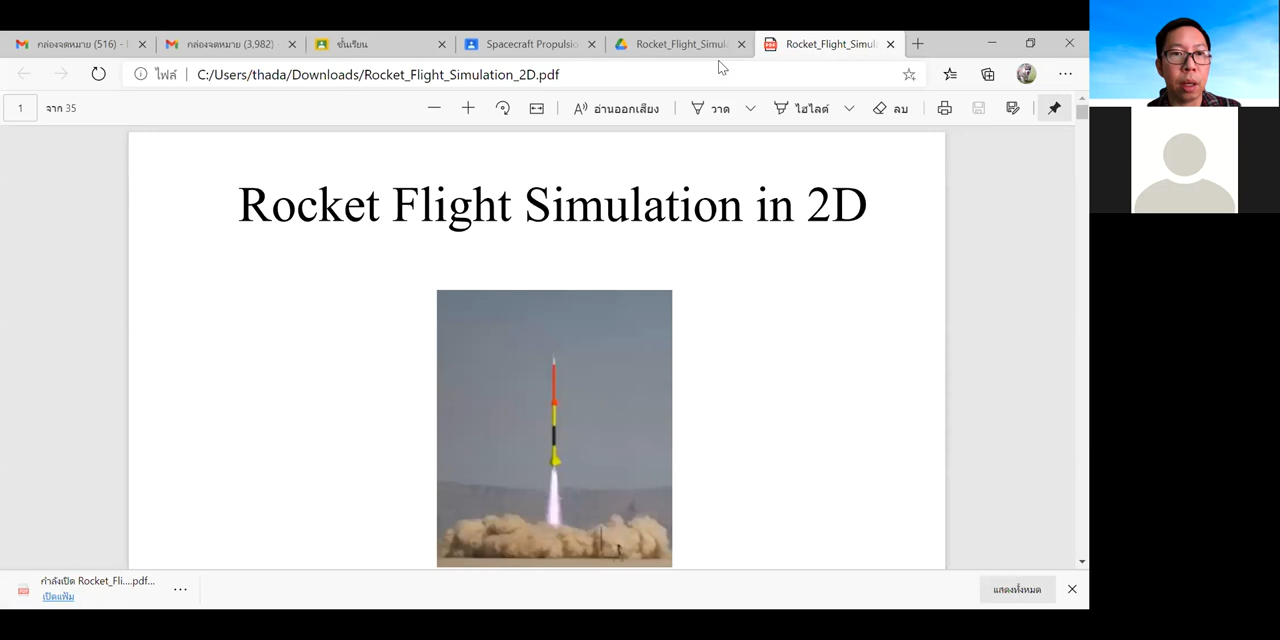 กล่องจดหมาย (516) -
กล่องจดหมาย (3,982) -
ชั้นเรียน
Spacecraft Propulsio
Rocket_Flight_Simula
Rocket_Flight_Simula
ไฟล์
C:/Users/thada/Downloads/Rocket_Flight_Simulation_2D.pdf
1 จาก 35
A อ่านออกเสียง
วาด
ไฮไลต์
ลบ
Rocket Flight Simulation in 2D
กำลังเปิด Rocket_Fli....pdf...
เปิดแฟ้ม
แสดงทั้งหมด